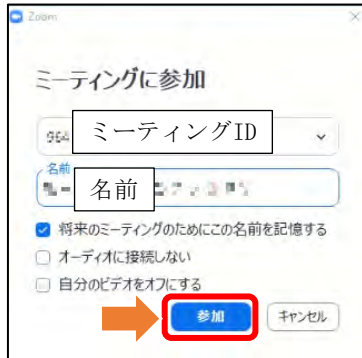 Zoom
ミーティングに参加
964
ミーティングID
名前
名前
将来のミーティングのためにこの名前を記憶する
オーディオに接続しない
自分のビデオをオフにする
参加
キャンセル